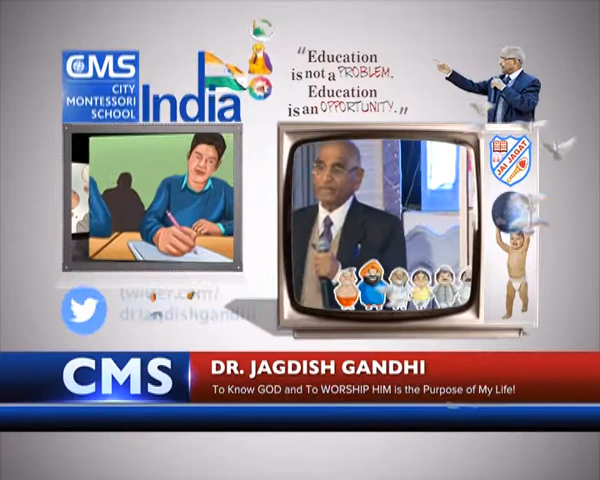 CMS
CITY
MONTESSORI
SCHOOL
India
“Education
is not a PROBLEM.
Education
is an OPPORTUNITY.”
JAI JAGAT
twitter.com/
CMS
DR. JAGDISH GANDHI
To Know GOD and To WORSHIP HIM is the Purpose of My Life!